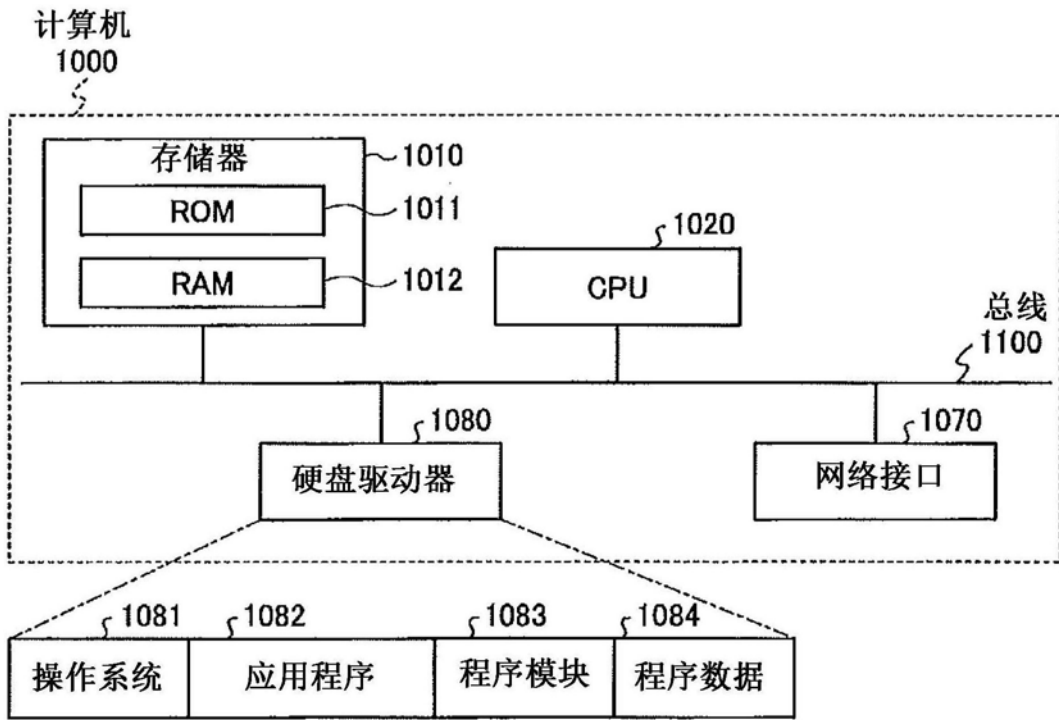 计算机
1000
存储器
1010
ROM
1011
RAM
1012
1020
CPU
总线
1100
1080
硬盘驱动器
1070
网络接口
1081
1082
1083
1084
操作系统
应用程序
程序模块
程序数据